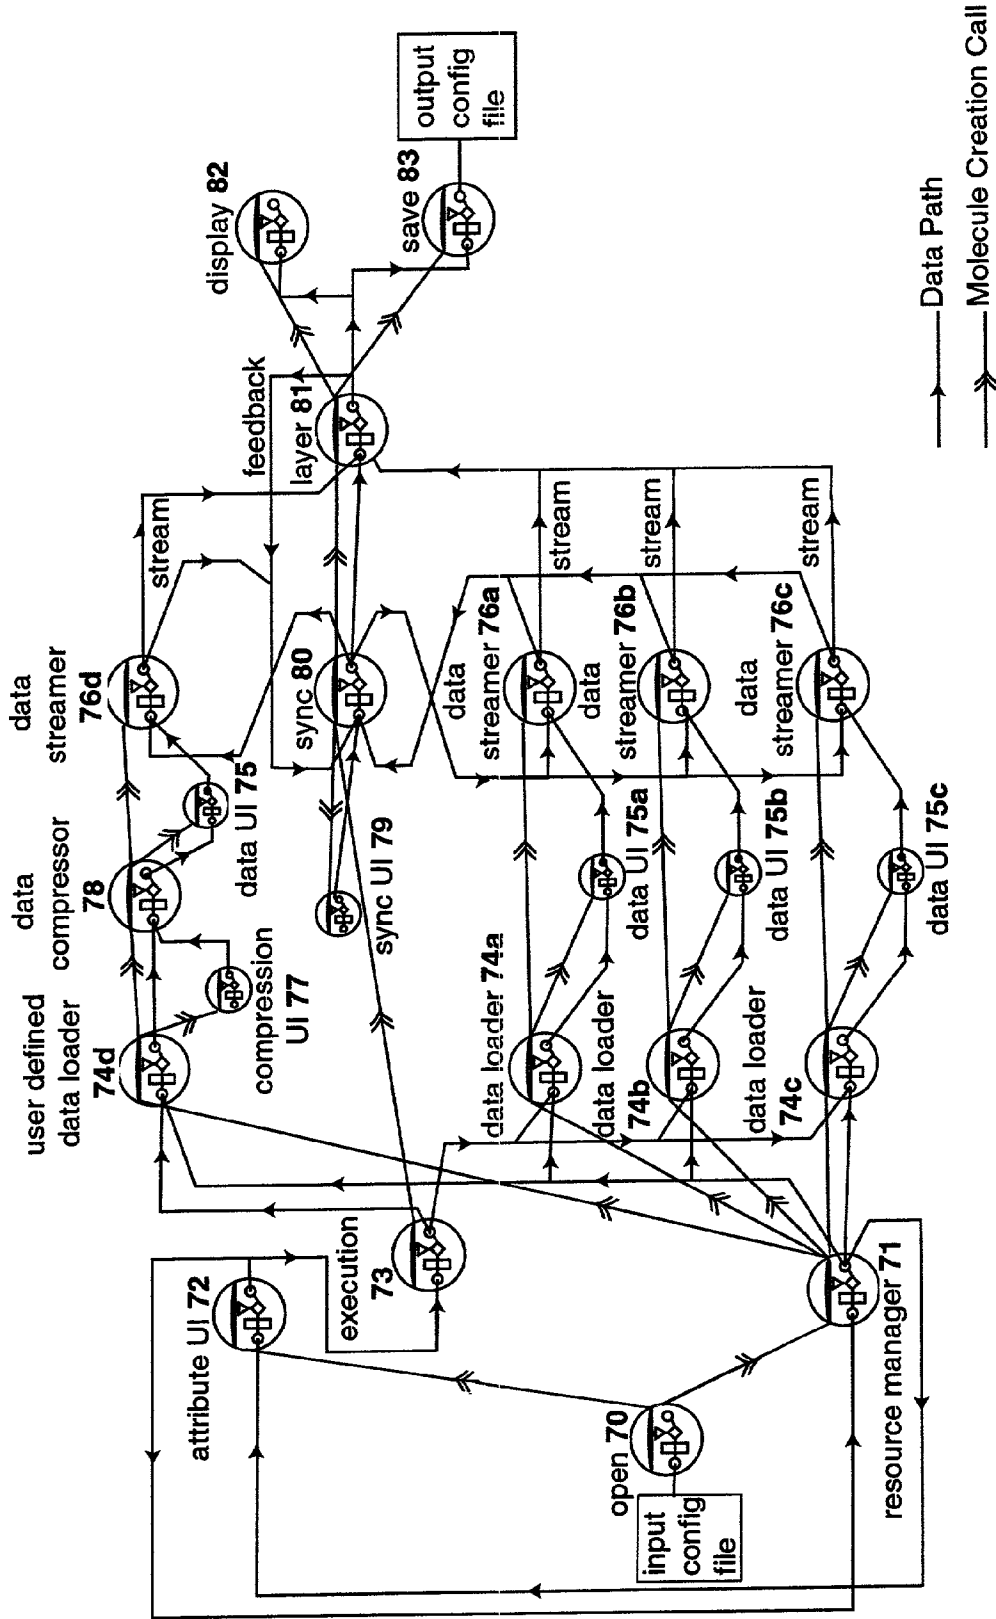 input
config
file
open 70
attribute UI 72
resource manager 71
execution
73
user defined
data loader
74d
compression
UI 77
data
compressor
78
data UI 75
data
streamer
76d
stream
data loader 74a
data loader
74b
data loader
74c
data UI 75a
data UI 75b
data UI 75c
sync UI 79
sync 80
data
streamer 76a
data
streamer 76b
data
streamer 76c
stream
stream
stream
feedback
layer 81
display 82
save 83
output
config
file
Data Path
Molecule Creation Call